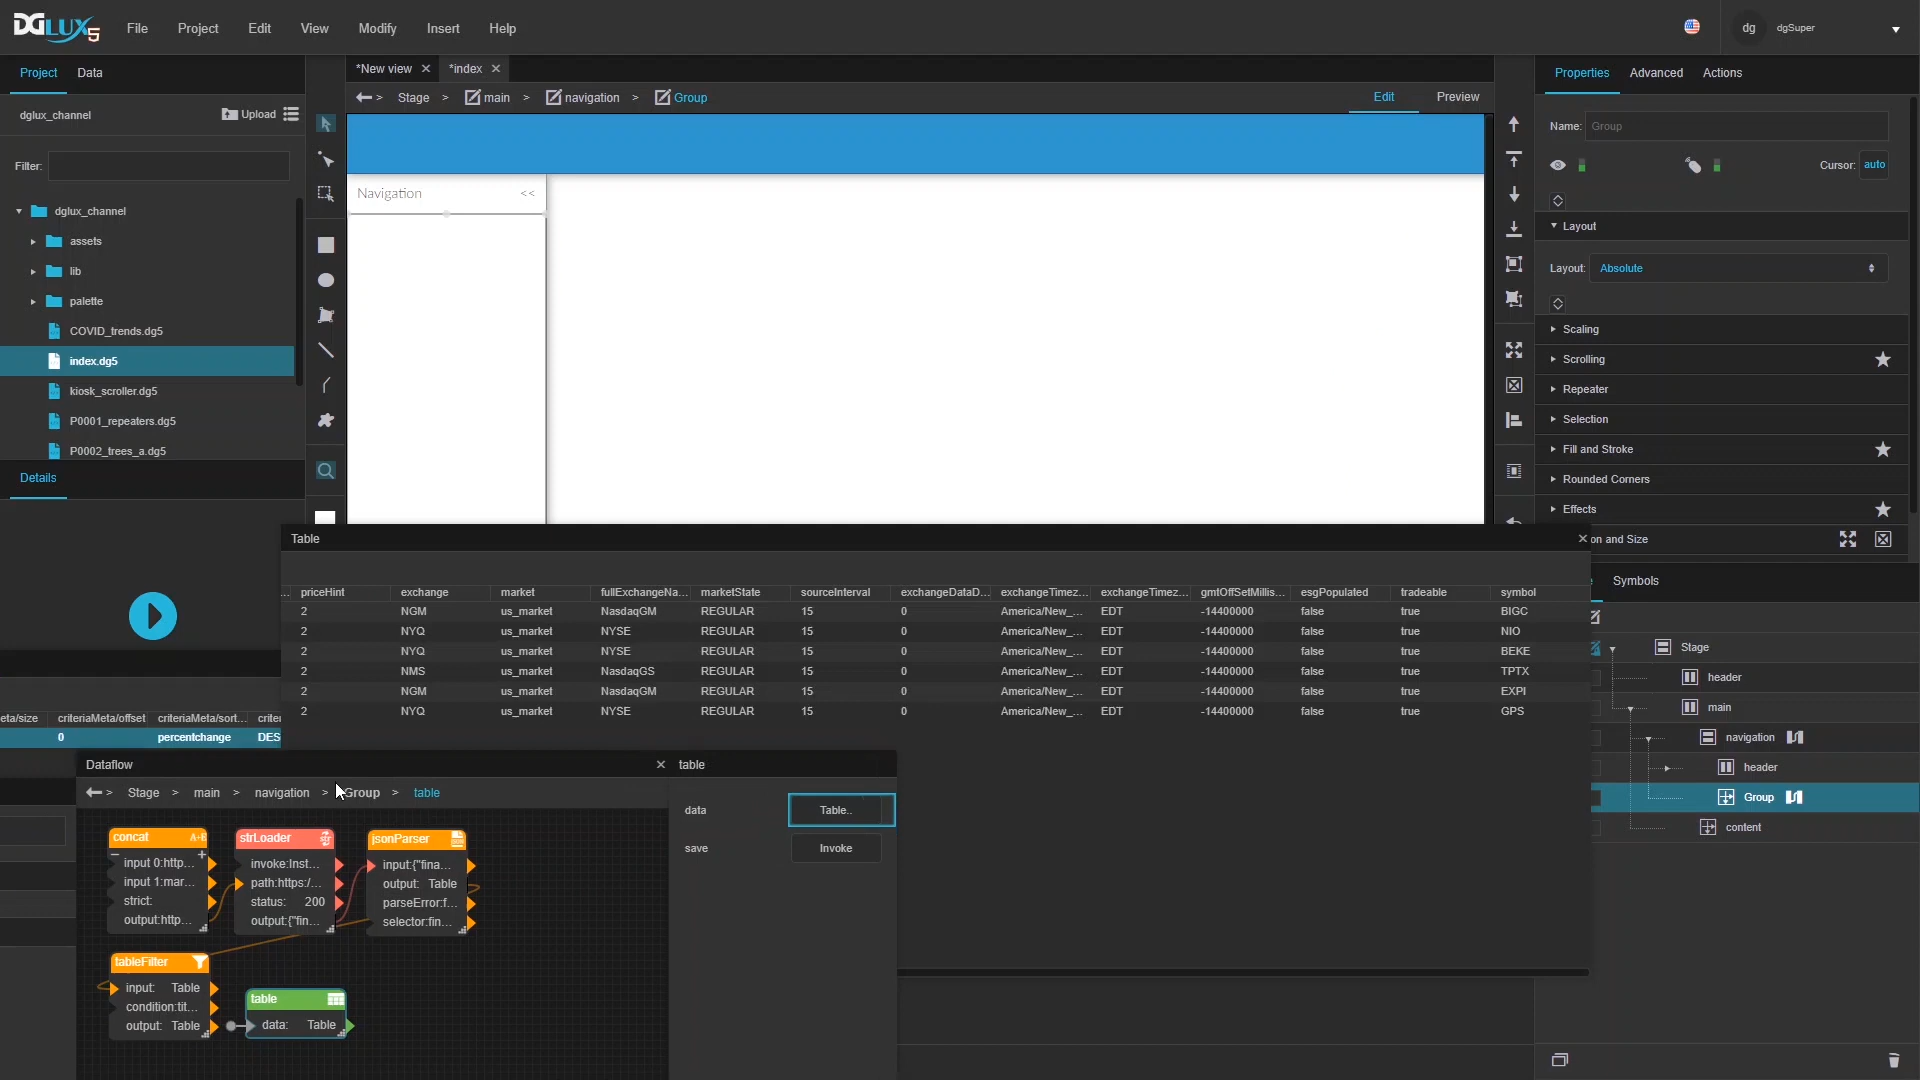 DGLUX5
File
Project
Edit
View
Modify
Insert
Help
dg
dgSuper
Project
Data
dglux_channel
Upload
Filter:
dglux_channel
assets
lib
palette
COVID_trends.dg5
index.dg5
kiosk_scroller.dg5
P0001_repeaters.dg5
P0002_trees_a.dg5
Details
*New view
*index
Stage > main > navigation > Group
Edit
Preview
Navigation <<
Properties
Advanced
Actions
Name: Group
Cursor: auto
Layout
Layout: Absolute
Scaling
Scrolling
Repeater
Selection
Fill and Stroke
Rounded Corners
Effects
on and Size
Symbols
Stage
header
main
navigation
header
Group
content
Table
priceHint exchange market fullExchangeNa... marketState sourceInterval exchangeDataD... exchangeTimez... exchangeTimez... gmtOffSetMillis... esgPopulated tradeable symbol
2 NGM us_market NasdaqGM REGULAR 15 0 America/New_... EDT -14400000 false true BIGC
2 NYQ us_market NYSE REGULAR 15 0 America/New_... EDT -14400000 false true NIO
2 NYQ us_market NYSE REGULAR 15 0 America/New_... EDT -14400000 false true BEKE
2 NMS us_market NasdaqGS REGULAR 15 0 America/New_... EDT -14400000 false true TPTX
2 NGM us_market NasdaqGM REGULAR 15 0 America/New_... EDT -14400000 false true EXPI
2 NYQ us_market NYSE REGULAR 15 0 America/New_... EDT -14400000 false true GPS
eta/size criteriaMeta/offset criteriaMeta/sort... crite
0 percentchange DES
Dataflow
Stage > main > navigation > Group > table
concat A+B
input 0:http...
input 1:mar...
strict:
output:http...
strLoader
invoke:Inst...
path:https:/...
status: 200
output:{"fin...
jsonParser
input:{"fina...
output: Table
parseError:f...
selector:fin...
tableFilter
input: Table
condition:tit...
output: Table
table
data: Table
table
data Table..
save Invoke